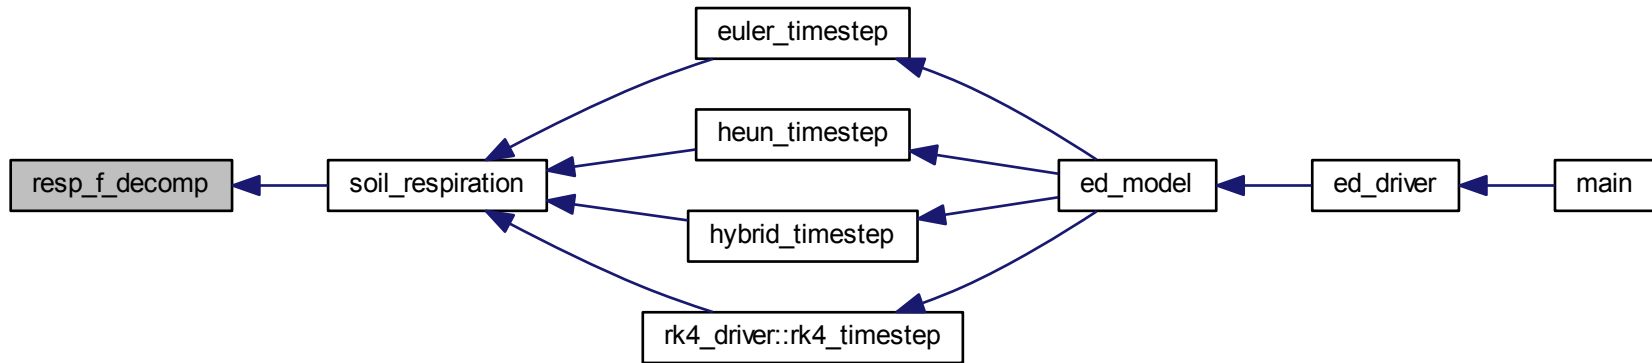 resp_f_decomp
soil_respiration
euler_timestep
heun_timestep
hybrid_timestep
rk4_driver::rk4_timestep
ed_model
ed_driver
main